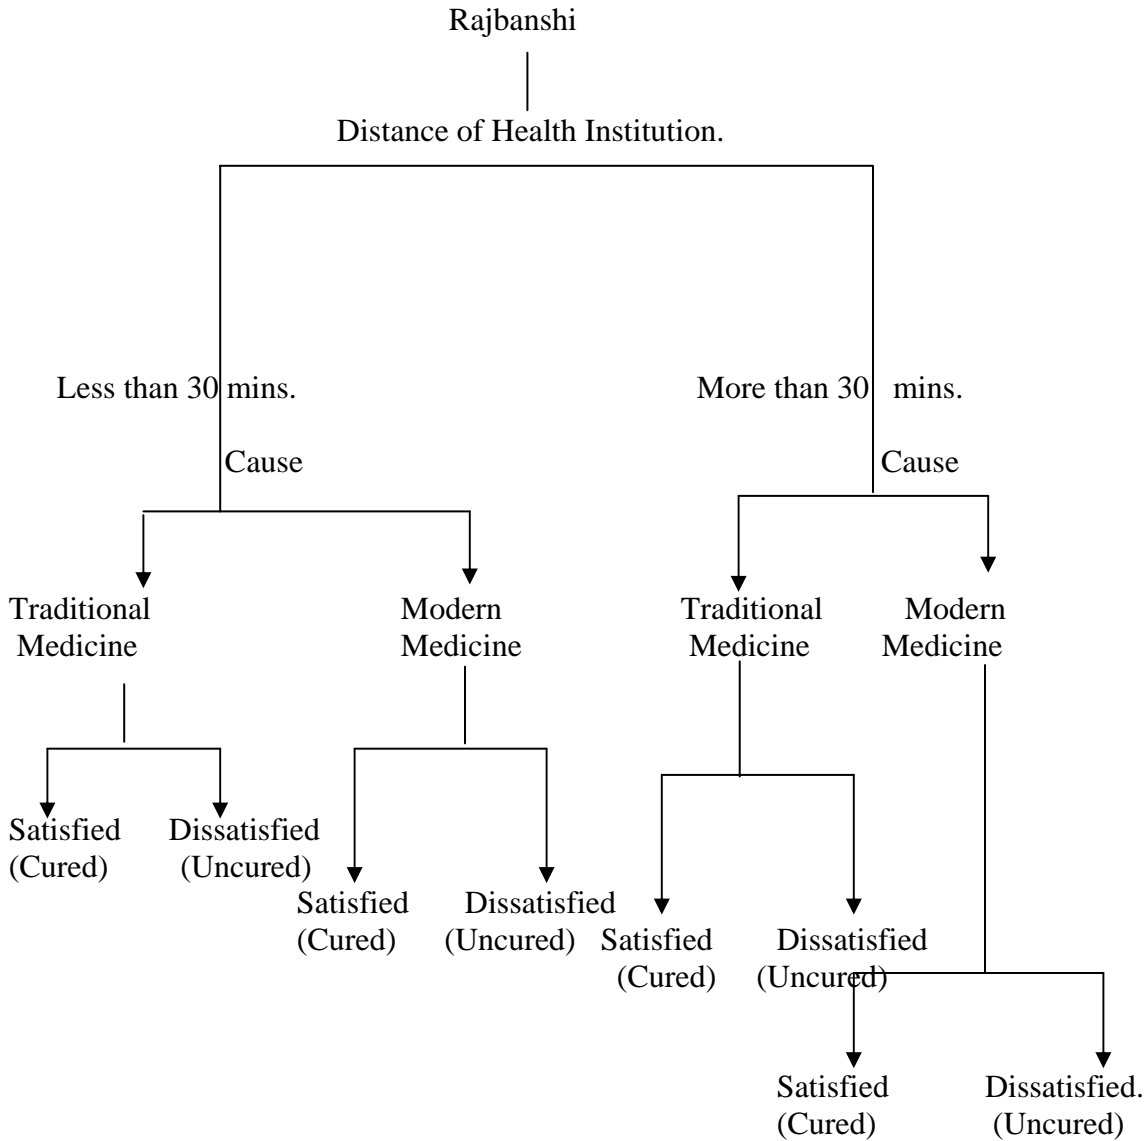 Rajbanshi
Distance of Health Institution.
Less than 30 mins.
More than 30 mins.
Cause
Cause
Traditional
Medicine
Modern
Medicine
Traditional
Medicine
Modern
Medicine
Satisfied
(Cured)
Dissatisfied
(Uncured)
Satisfied
(Cured)
Dissatisfied
(Uncured)
Satisfied
(Cured)
Dissatisfied
(Uncured)
Satisfied
(Cured)
Dissatisfied.
(Uncured)